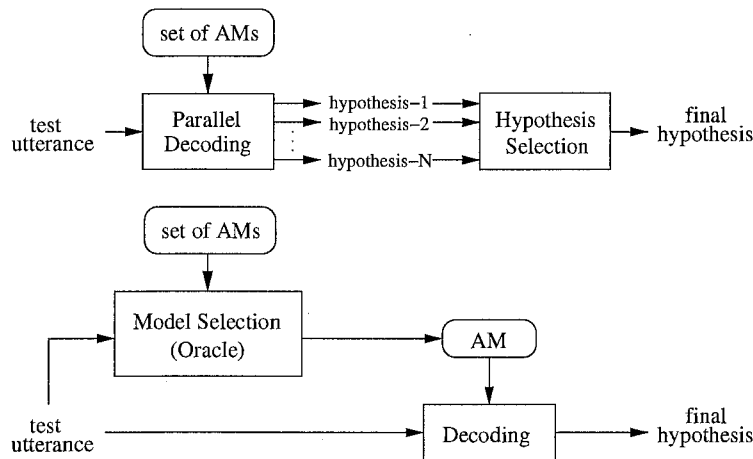 set of AMs
test
utterance
Parallel
Decoding
hypothesis–1
hypothesis–2
hypothesis–N
Hypothesis
Selection
final
hypothesis
set of AMs
Model Selection
(Oracle)
AM
test
utterance
Decoding
final
hypothesis